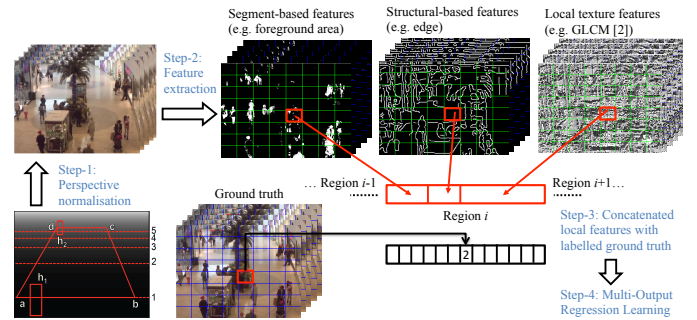 Segment-based features
(e.g. foreground area)
Structural-based features
(e.g. edge)
Local texture features
(e.g. GLCM [2])
Step-2:
Feature
extraction
Step-1:
Perspective
normalisation
… Region i-1
Region i
Region i+1…
Ground truth
2
Step-3: Concatenated
local features with
labelled ground truth
Step-4: Multi-Output
Regression Learning
d
c
h2
h1
a
b
5
4
3
2
1